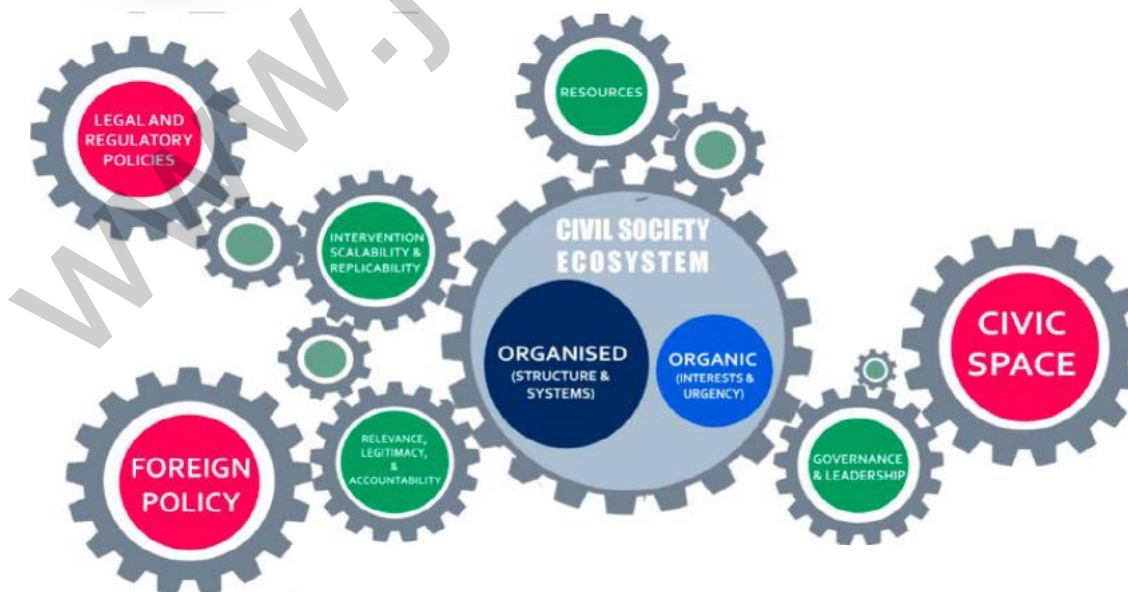 www.j
LEGAL AND
REGULATORY
POLICIES
RESOURCES
INTERVENTION
SCALABILITY &
REPLICABILITY
CIVIL SOCIETY
ECOSYSTEM
ORGANISED
(STRUCTURE &
SYSTEMS)
ORGANIC
(INTERESTS &
URGENCY)
CIVIC
SPACE
FOREIGN
POLICY
RELEVANCE,
LEGITIMACY,
&
ACCOUNTABILITY
GOVERNANCE
& LEADERSHIP